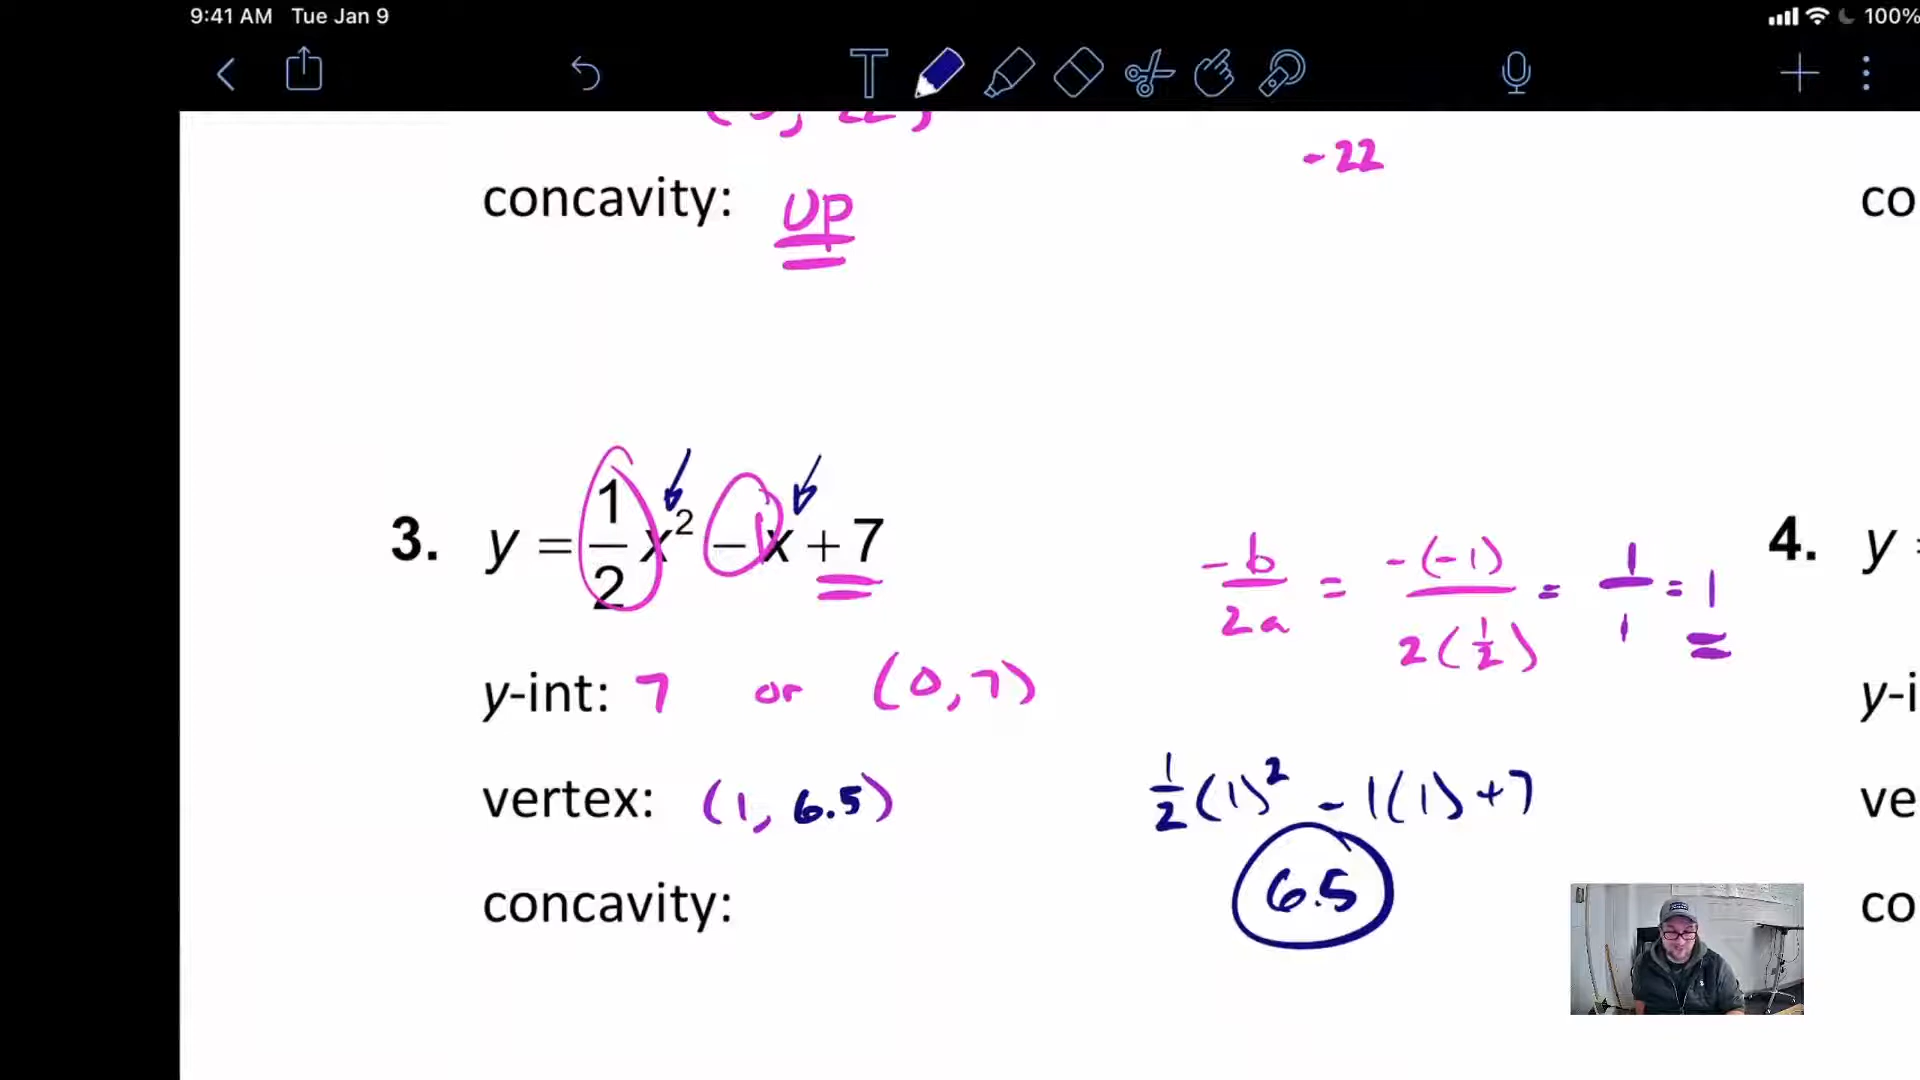 9:41 AM Tue Jan 9
100%
T
-22
concavity: UP
co
3. y = 1/2 x² - 1x + 7
-b/2a = -(-1)/2(1/2) = 1/1 = 1
4. y =
y-int: 7 or (0,7)
y-i
vertex: (1, 6.5)
1/2 (1)² - 1(1) + 7
ve
6.5
concavity:
co